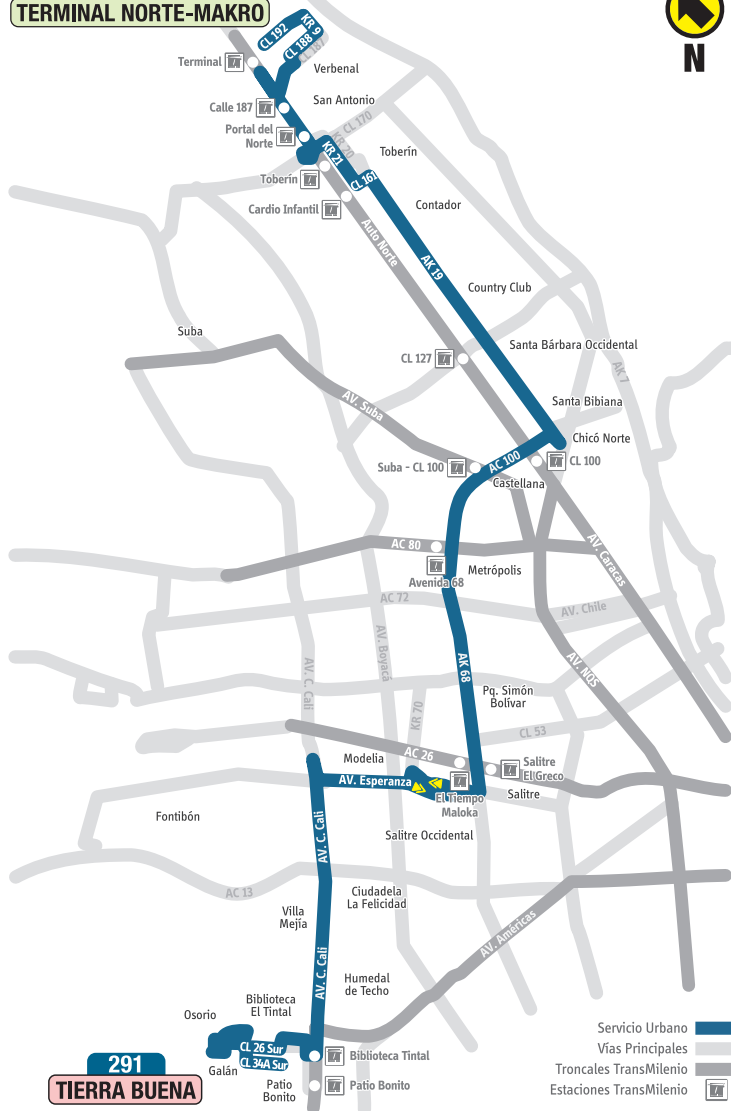 TERMINAL NORTE-MAKRO
N
CL 192
KR 9
CL 188
CL 187
Terminal
Verbenal
Calle 187
San Antonio
Portal del
Norte
CL 170
KR 20
KR 21
Toberín
Toberín
CL 161
Cardio Infantil
Contador
Auto Norte
AK 19
Country Club
Suba
CL 127
Santa Bárbara Occidental
AK 7
AV. Suba
Santa Bibiana
Chicó Norte
Suba - CL 100
AC 100
CL 100
Castellana
AC 80
AV. Caracas
Metrópolis
Avenida 68
AC 72
AV. Chile
AV. Boyacá
AK 68
AV. NQS
AV. C. Cali
Pq. Simón
Bolívar
KR 70
CL 53
AC 26
Modelia
Salitre
El Greco
AV. Esperanza
El Tiempo
Maloka
Salitre
Fontibón
AV. C. Cali
Salitre Occidental
AC 13
Ciudadela
La Felicidad
Villa
Mejía
AV. Américas
AV. C. Cali
Humedal
de Techo
Biblioteca
El Tintal
Osorio
CL 26 Sur
CL 34A Sur
Galán
Biblioteca Tintal
Patio
Bonito
Patio Bonito
291
TIERRA BUENA
Servicio Urbano
Vías Principales
Troncales TransMilenio
Estaciones TransMilenio